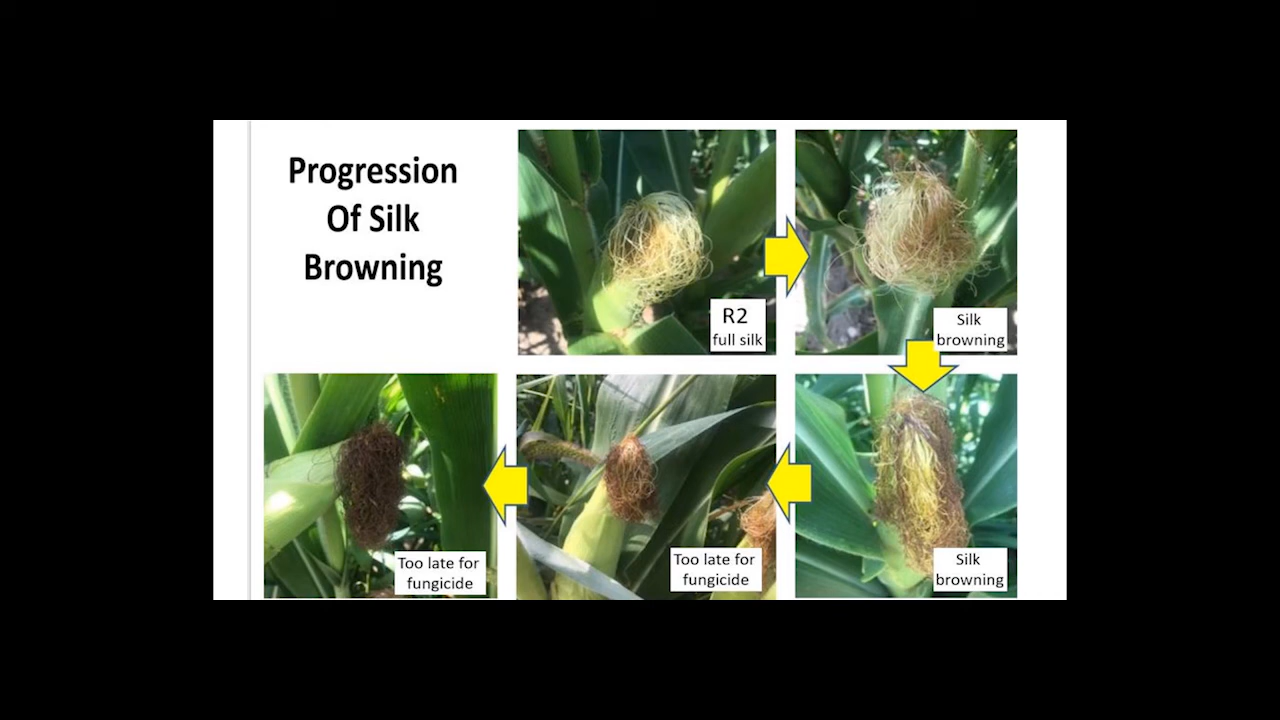 Progression
Of Silk
Browning
R2
full silk
Silk
browning
Silk
browning
Too late for
fungicide
Too late for
fungicide